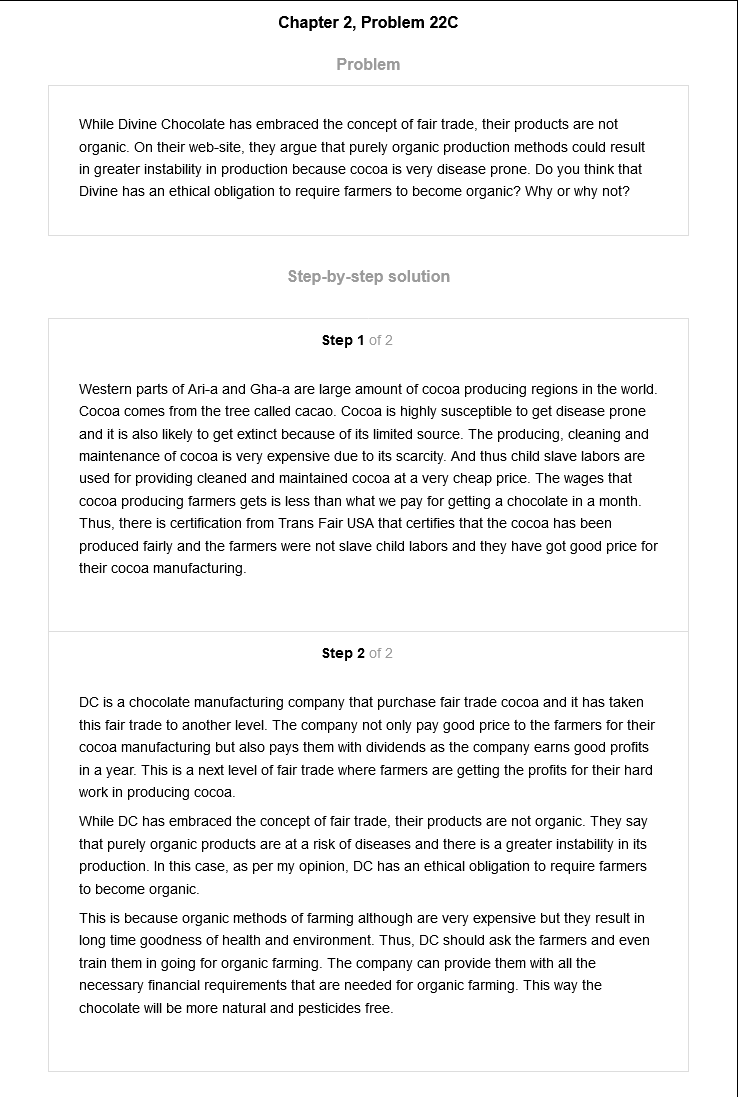 Chapter 2, Problem 22C
Problem
While Divine Chocolate has embraced the concept of fair trade, their products are not
organic. On their web-site, they argue that purely organic production methods could result
in greater instability in production because cocoa is very disease prone. Do you think that
Divine has an ethical obligation to require farmers to become organic? Why or why not?
Step-by-step solution
Step 1 of 2
Western parts of Ari-a and Gha-a are large amount of cocoa producing regions in the world.
Cocoa comes from the tree called cacao. Cocoa is highly susceptible to get disease prone
and it is also likely to get extinct because of its limited source. The producing, cleaning and
maintenance of cocoa is very expensive due to its scarcity. And thus child slave labors are
used for providing cleaned and maintained cocoa at a very cheap price. The wages that
cocoa producing farmers gets is less than what we pay for getting a chocolate in a month.
Thus, there is certification from Trans Fair USA that certifies that the cocoa has been
produced fairly and the farmers were not slave child labors and they have got good price for
their cocoa manufacturing.
Step 2 of 2
DC is a chocolate manufacturing company that purchase fair trade cocoa and it has taken
this fair trade to another level. The company not only pay good price to the farmers for their
cocoa manufacturing but also pays them with dividends as the company earns good profits
in a year. This is a next level of fair trade where farmers are getting the profits for their hard
work in producing cocoa.
While DC has embraced the concept of fair trade, their products are not organic. They say
that purely organic products are at a risk of diseases and there is a greater instability in its
production. In this case, as per my opinion, DC has an ethical obligation to require farmers
to become organic.
This is because organic methods of farming although are very expensive but they result in
long time goodness of health and environment. Thus, DC should ask the farmers and even
train them in going for organic farming. The company can provide them with all the
necessary financial requirements that are needed for organic farming. This way the
chocolate will be more natural and pesticides free.